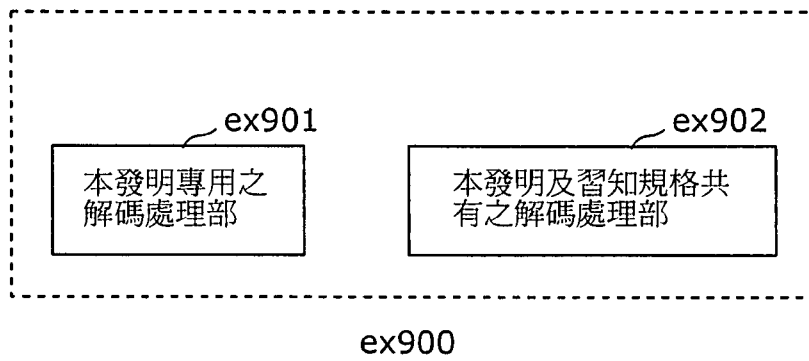 ex901
本發明專用之
解碼處理部
ex902
本發明及習知規格共
有之解碼處理部
ex900